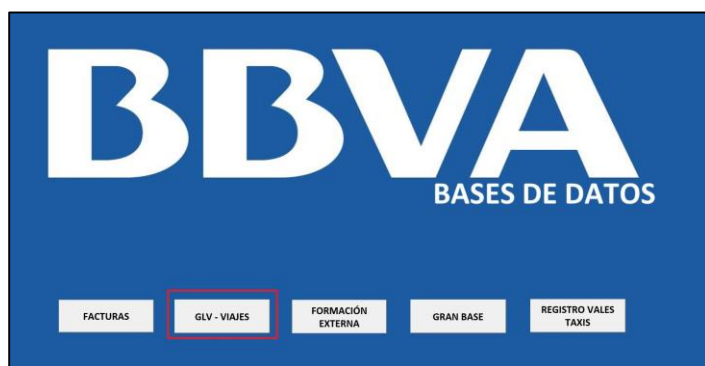 BBVA
BASES DE DATOS
FACTURAS
GLV - VIAJES
FORMACIÓN
EXTERNA
GRAN BASE
REGISTRO VALES
TAXIS